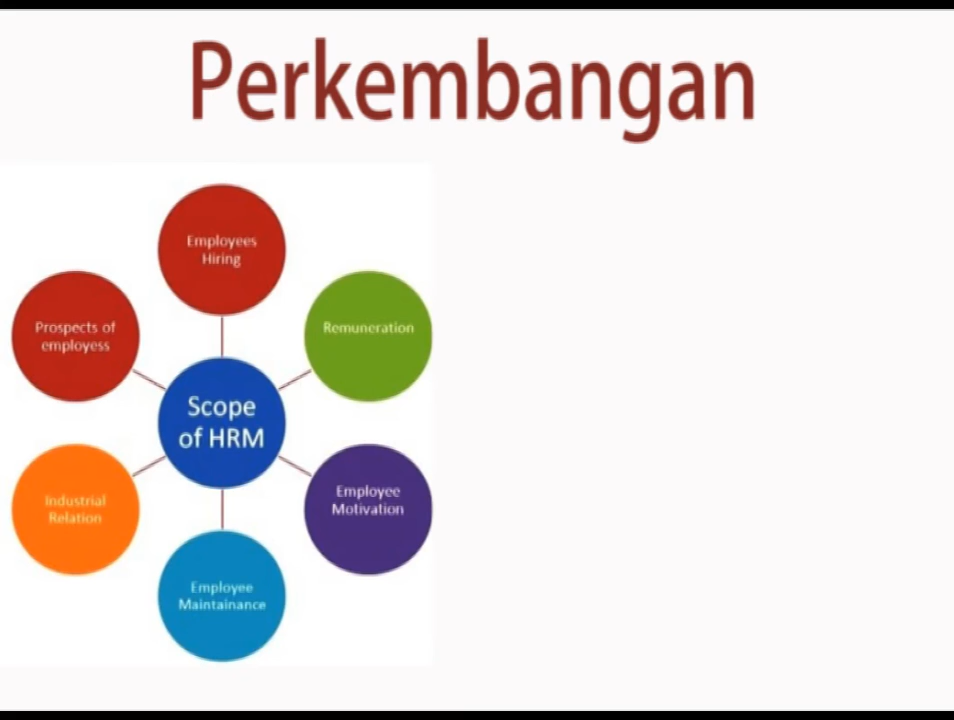 Perkembangan
Employees
Hiring
Remuneration
Employee
Motivation
Employee
Maintainance
Industrial
Relation
Prospects of
employess
Scope
of HRM